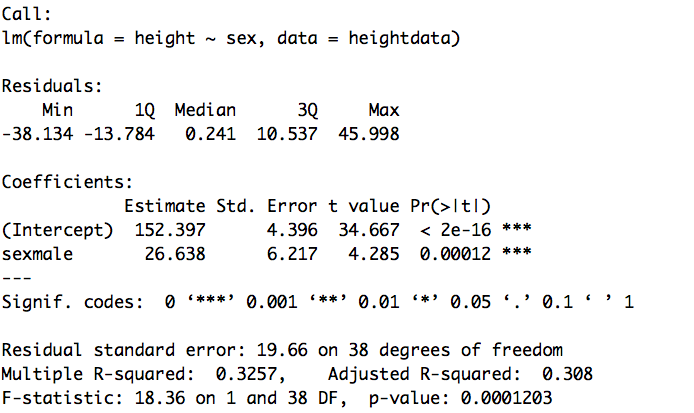 Call:
lm(formula = height ~ sex, data = heightdata)
Residuals:
    Min      1Q  Median      3Q     Max
-38.134 -13.784   0.241  10.537  45.998
Coefficients:
            Estimate Std. Error t value Pr(>|t|)
(Intercept)  152.397      4.396  34.667  < 2e-16 ***
sexmale       26.638      6.217   4.285  0.00012 ***
---
Signif. codes:  0 ‘***’ 0.001 ‘**’ 0.01 ‘*’ 0.05 ‘.’ 0.1 ‘ ’ 1
Residual standard error: 19.66 on 38 degrees of freedom
Multiple R-squared:  0.3257,    Adjusted R-squared:  0.308
F-statistic: 18.36 on 1 and 38 DF,  p-value: 0.0001203